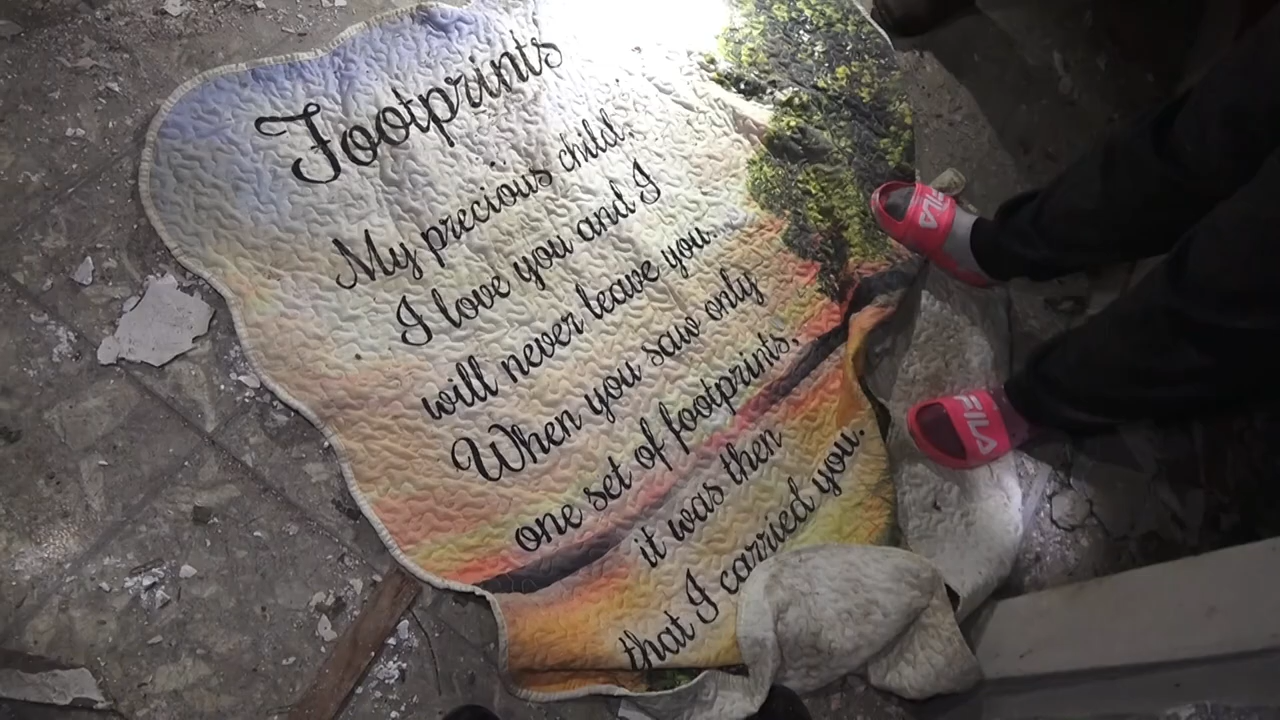 Footprints
My precious child,
I love you and I
will never leave you...
When you saw only
one set of footprints,
it was then
that I carried you.
FILA
FILA